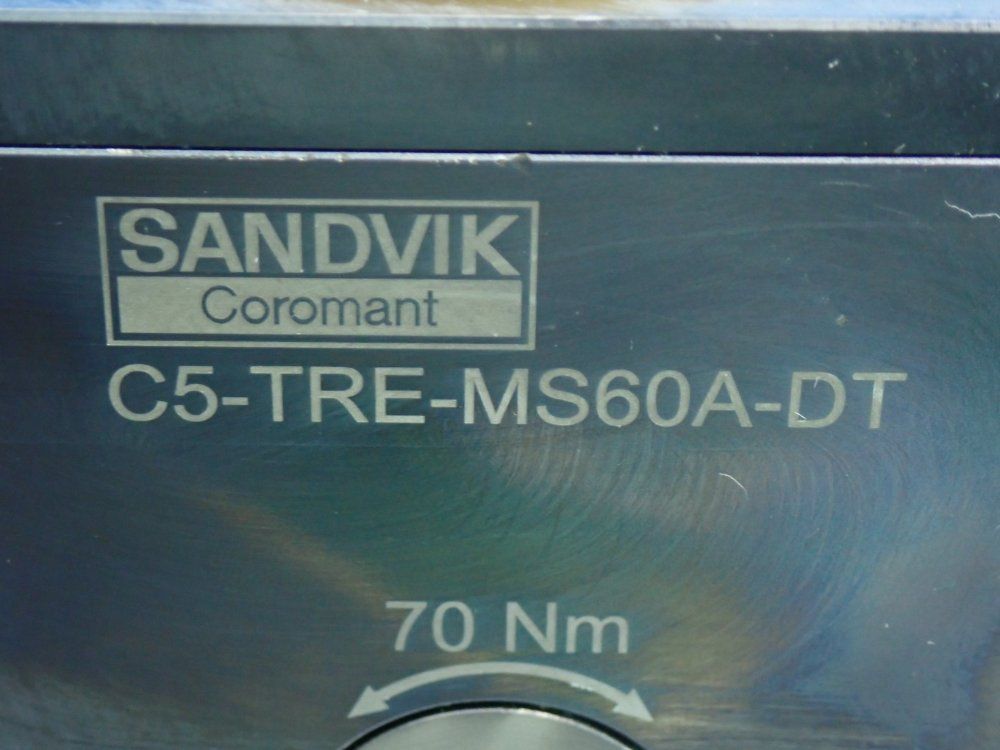 SANDVIK
Coromant
C5-TRE-MS60A-DT
70 Nm